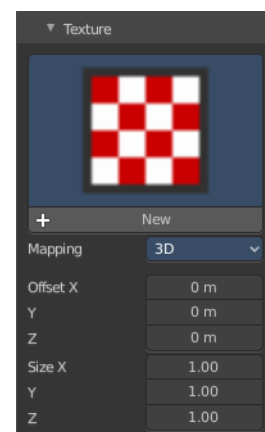 Texture
New
Mapping 3D
Offset X 0 m
Y 0 m
Z 0 m
Size X 1.00
Y 1.00
Z 1.00